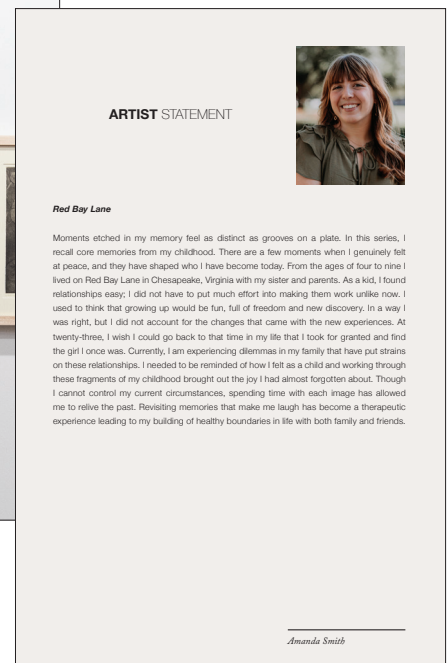 ARTIST STATEMENT
Red Bay Lane
Moments etched in my memory feel as distinct as grooves on a plate. In this series, I
recall core memories from my childhood. There are a few moments when I genuinely felt
at peace, and they have shaped who I have become today. From the ages of four to nine I
lived on Red Bay Lane in Chesapeake, Virginia with my sister and parents. As a kid, I found
relationships easy; I did not have to put much effort into making them work unlike now. I
used to think that growing up would be fun, full of freedom and new discovery. In a way I
was right, but I did not account for the changes that came with the new experiences. At
twenty-three, I wish I could go back to that time in my life that I took for granted and find
the girl I once was. Currently, I am experiencing dilemmas in my family that have put strains
on these relationships. I needed to be reminded of how I felt as a child and working through
these fragments of my childhood brought out the joy I had almost forgotten about. Though
I cannot control my current circumstances, spending time with each image has allowed
me to relive the past. Revisiting memories that make me laugh has become a therapeutic
experience leading to my building of healthy boundaries in life with both family and friends.
Amanda Smith